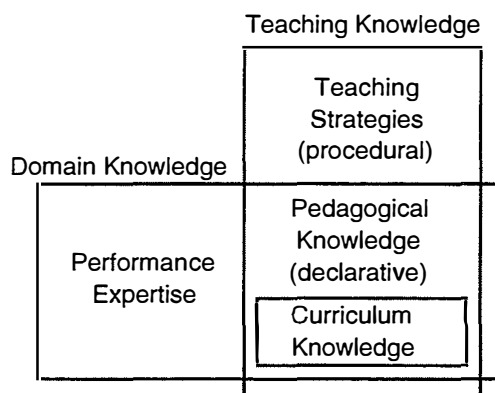 Teaching Knowledge
Teaching
Strategies
(procedural)
Domain Knowledge
Performance
Expertise
Pedagogical
Knowledge
(declarative)
Curriculum
Knowledge